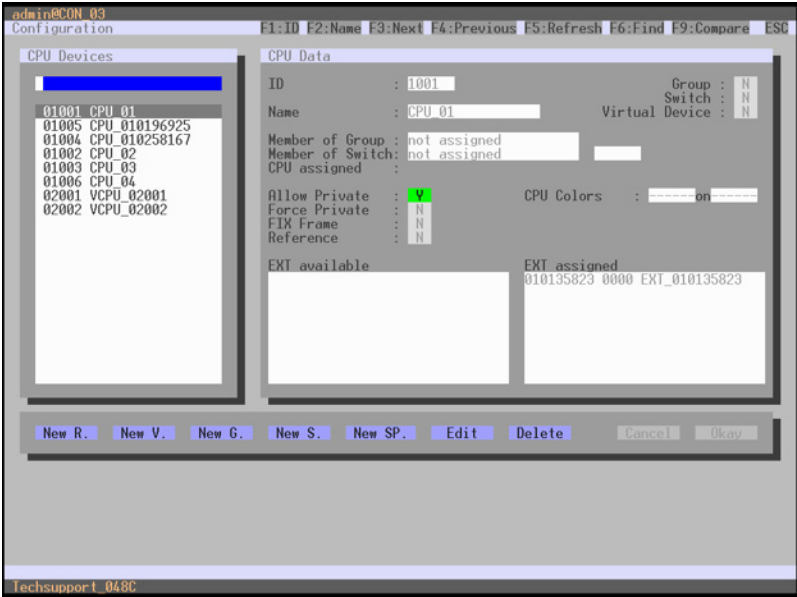 admin@CON_03
Configuration F1:ID F2:Name F3:Next F4:Previous F5:Refresh F6:Find F9:Compare ESC
CPU Devices
01001 CPU_01
01005 CPU_010196925
01004 CPU_010258167
01002 CPU_02
01003 CPU_03
01006 CPU_04
02001 VCPU_02001
02002 VCPU_02002
CPU Data
ID : 1001
Group : N
Switch : N
Name : CPU_01
Virtual Device : N
Member of Group : not assigned
Member of Switch: not assigned
CPU assigned :
Allow Private : Y
CPU Colors : ------on------
Force Private : N
FIX Frame : N
Reference : N
EXT available
EXT assigned
010135823 0000 EXT_010135823
New R. New V. New G. New S. New SP. Edit Delete Cancel Okay
Techsupport_048C